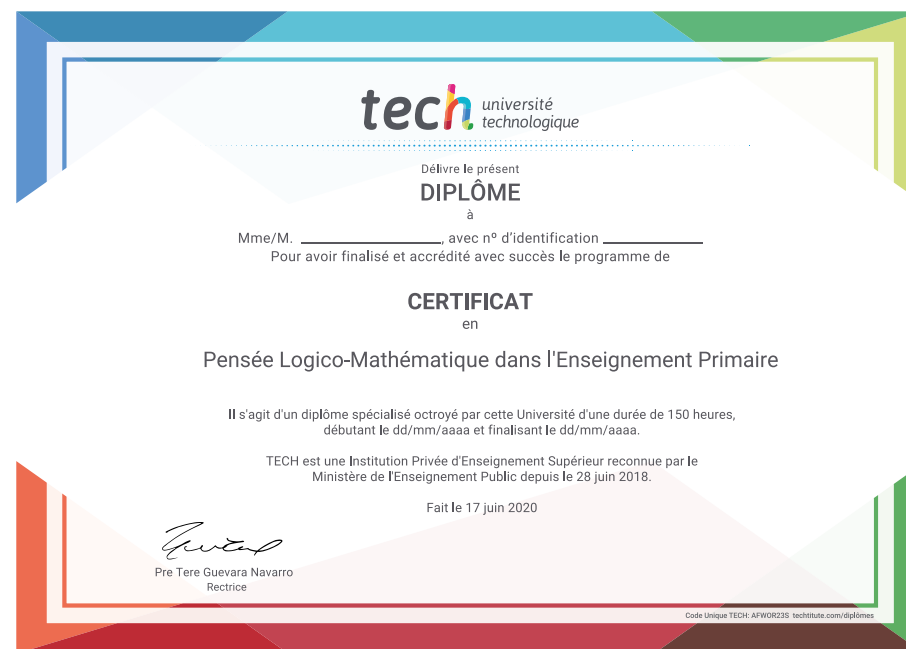 tech université
technologique
Délivre le présent
DIPLÔME
à
Mme/M. ____________________, avec nº d'identification ______________
Pour avoir finalisé et accrédité avec succès le programme de
CERTIFICAT
en
Pensée Logico-Mathématique dans l'Enseignement Primaire
Il s'agit d'un diplôme spécialisé octroyé par cette Université d'une durée de 150 heures,
débutant le dd/mm/aaaa et finalisant le dd/mm/aaaa.
TECH est une Institution Privée d'Enseignement Supérieur reconnue par le
Ministère de l'Enseignement Public depuis le 28 juin 2018.
Fait le 17 juin 2020
Pre Tere Guevara Navarro
Rectrice
Code Unique TECH: AFWOR23S techtitute.com/diplômes